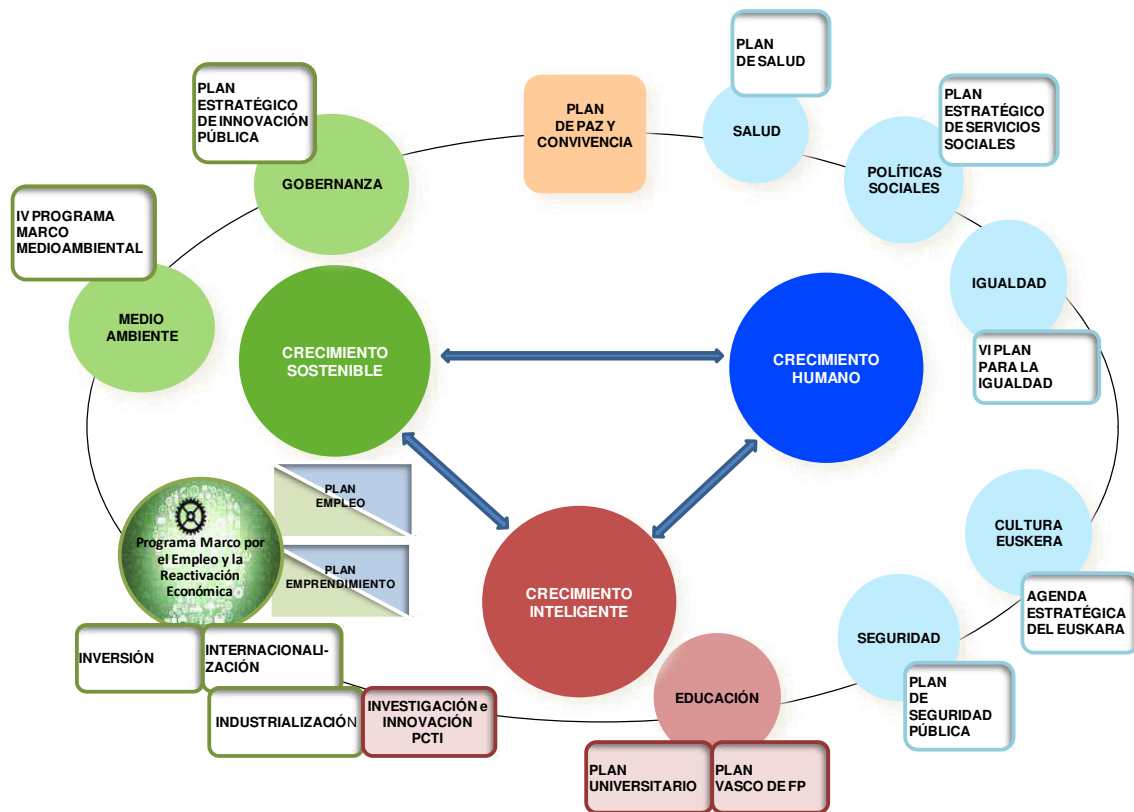 PLAN
DE SALUD
PLAN
ESTRATÉGICO
DE INNOVACIÓN
PÚBLICA
PLAN
DE PAZ Y
CONVIVENCIA
PLAN
ESTRATÉGICO
DE SERVICIOS
SOCIALES
SALUD
GOBERNANZA
POLÍTICAS
SOCIALES
IV PROGRAMA
MARCO
MEDIOAMBIENTAL
IGUALDAD
MEDIO
AMBIENTE
CRECIMIENTO
SOSTENIBLE
CRECIMIENTO
HUMANO
VI PLAN
PARA LA
IGUALDAD
PLAN
EMPLEO
Programa Marco por
el Empleo y la
Reactivación
Económica
PLAN
EMPRENDIMIENTO
CRECIMIENTO
INTELIGENTE
CULTURA
EUSKERA
AGENDA
ESTRATÉGICA
DEL EUSKARA
SEGURIDAD
PLAN
DE
SEGURIDAD
PÚBLICA
INVERSIÓN
INTERNACIONALI-
ZACIÓN
INDUSTRIALIZACIÓN
INVESTIGACIÓN e
INNOVACIÓN
PCTI
EDUCACIÓN
PLAN
UNIVERSITARIO
PLAN
VASCO DE FP